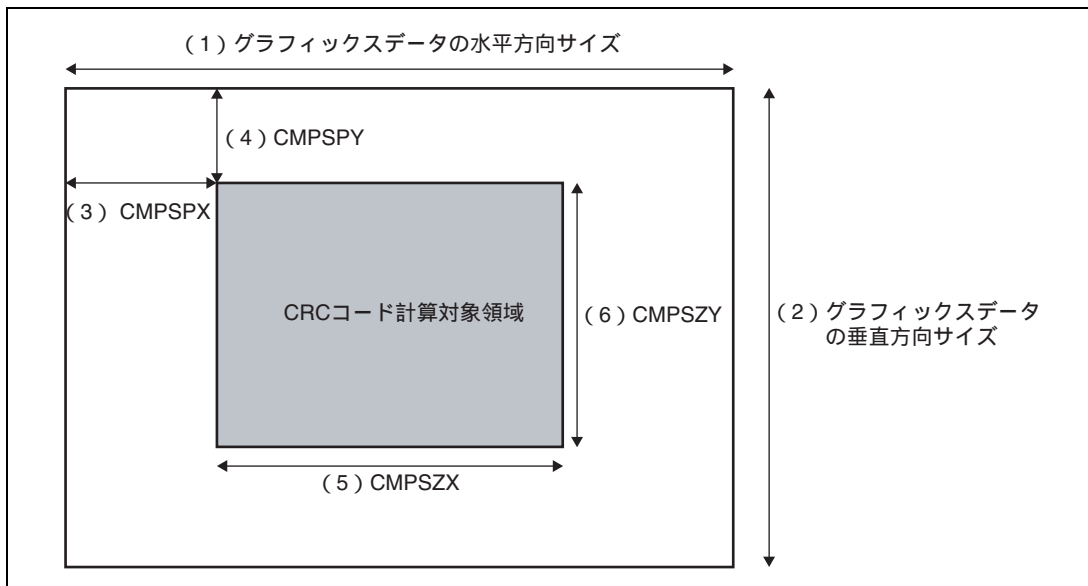 (1)グラフィックスデータの水平方向サイズ
(4)CMPSPY
(3) CMPSPX
CRCコード計算対象領域
(6)CMPSZY
(2)グラフィックスデータ
の垂直方向サイズ
(5)CMPSZX